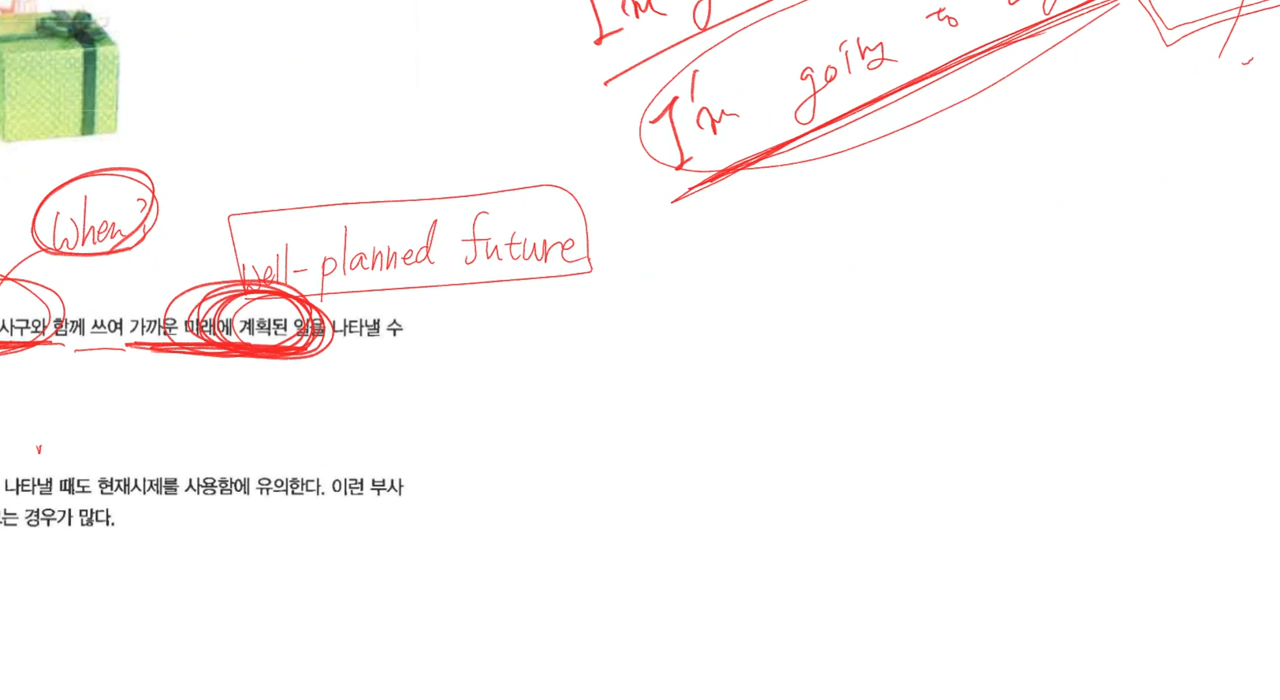 I'm
I'm going to
When?
well-planned future
사구와 함께 쓰여 가까운 미래에 계획된 일을 나타낼 수
나타낼 때도 현재시제를 사용함에 유의한다. 이런 부사
는 경우가 많다.